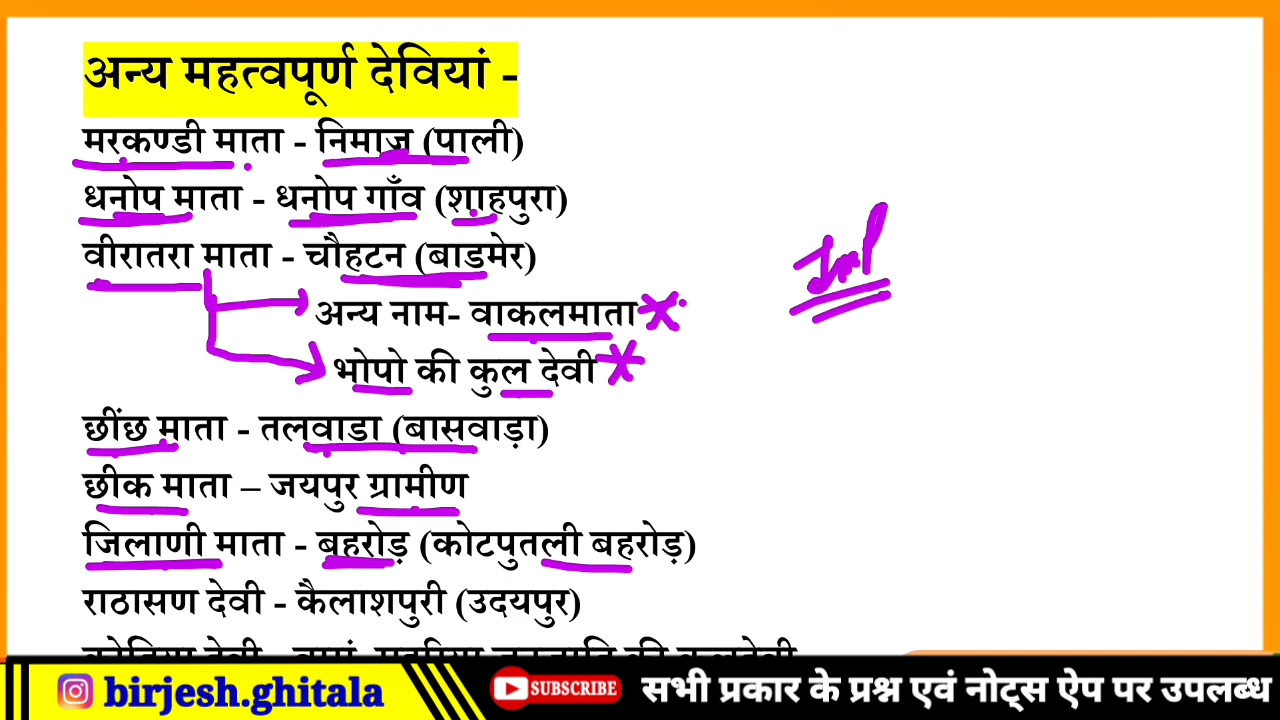 अन्य महत्वपूर्ण देवियां -
मरकण्डी माता - निमाज (पाली)
धनोप माता - धनोप गाँव (शाहपुरा)
वीरातरा माता - चौहटन (बाडमेर)
Imp
अन्य नाम- वाकलमाता
भोपो की कुल देवी
छींछ माता - तलवाडा (बासवाड़ा)
छीक माता – जयपुर ग्रामीण
जिलाणी माता - बहरोड़ (कोटपुतली बहरोड़)
राठासण देवी - कैलाशपुरी (उदयपुर)
birjesh.ghitala SUBSCRIBE सभी प्रकार के प्रश्न एवं नोट्स ऐप पर उपलब्ध